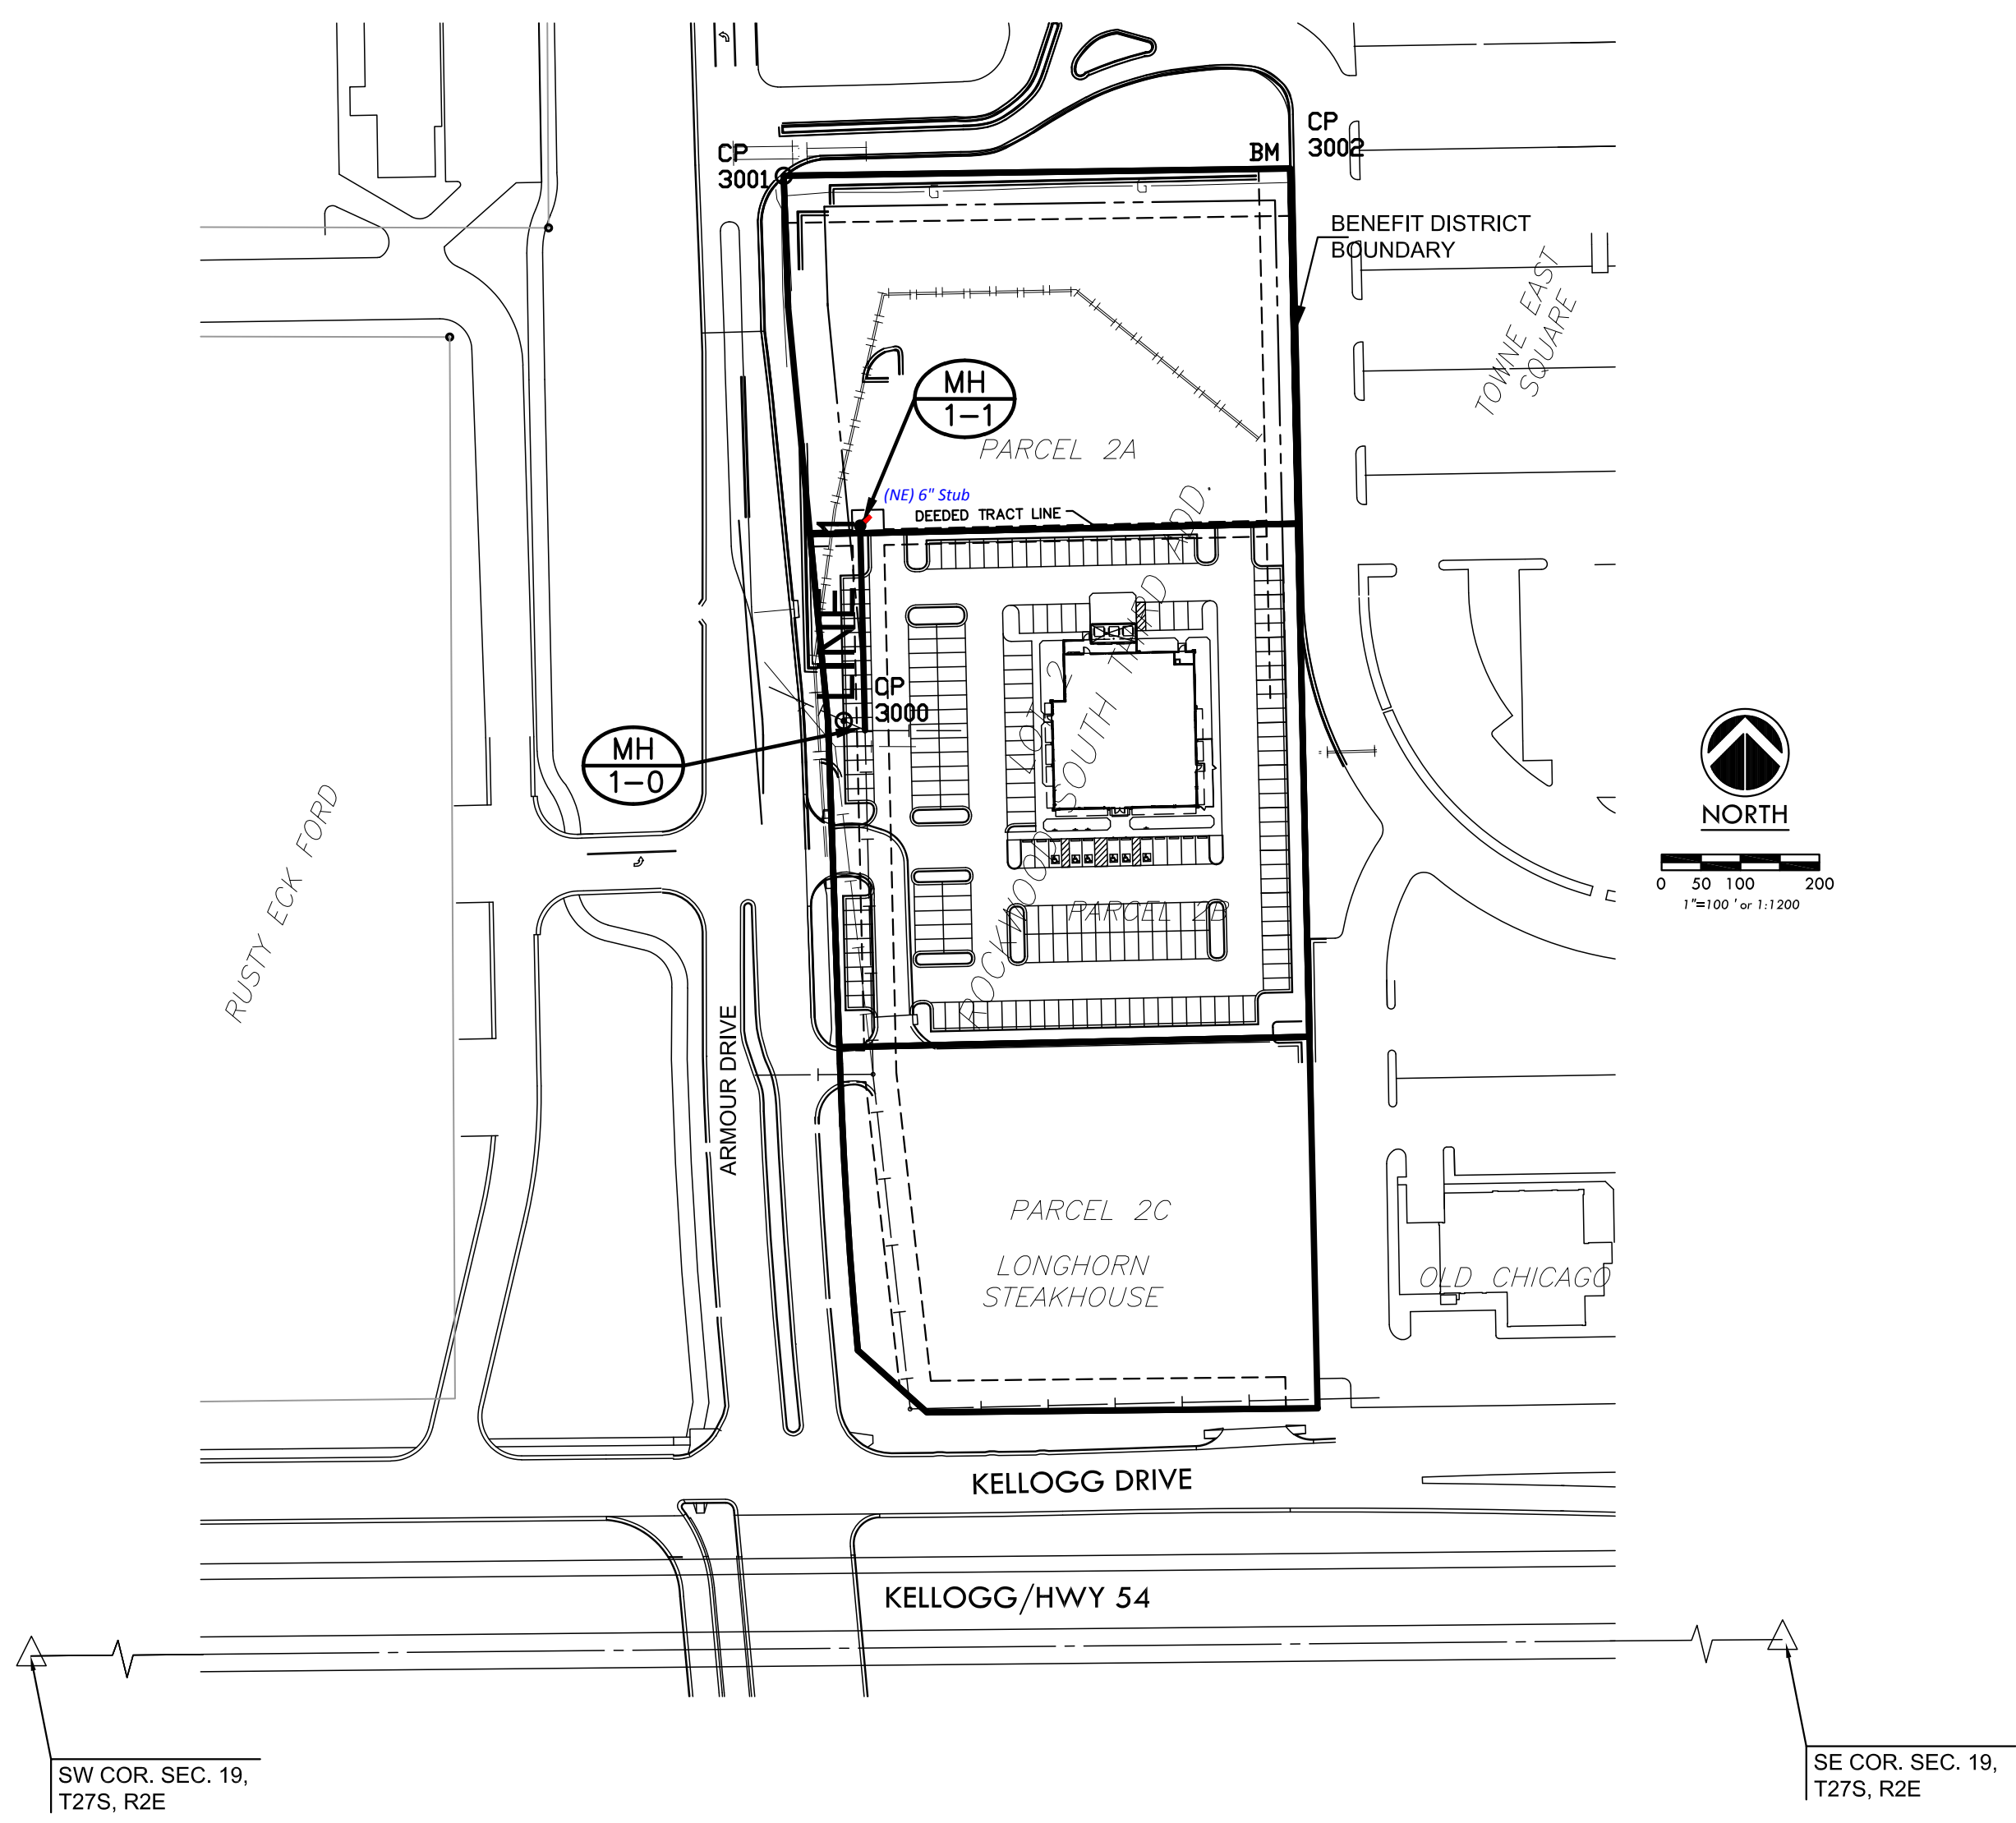 CP
3001
BM
CP
3002
BENEFIT DISTRICT
BOUNDARY
TOWNE EAST
SQUARE
MH
1-1
PARCEL 2A
(NE) 6" Stub
DEEDED TRACT LINE
LINE 1
LOT 2,
ROCKWOOD SOUTH THIRD ADD.
CP
3000
MH
1-0
NORTH
0 50 100 200
1"=100 ' or 1:1200
RUSTY ECK FORD
PARCEL 2B
ARMOUR DRIVE
PARCEL 2C
LONGHORN
STEAKHOUSE
OLD CHICAGO
KELLOGG DRIVE
KELLOGG/HWY 54
SW COR. SEC. 19,
T27S, R2E
SE COR. SEC. 19,
T27S, R2E